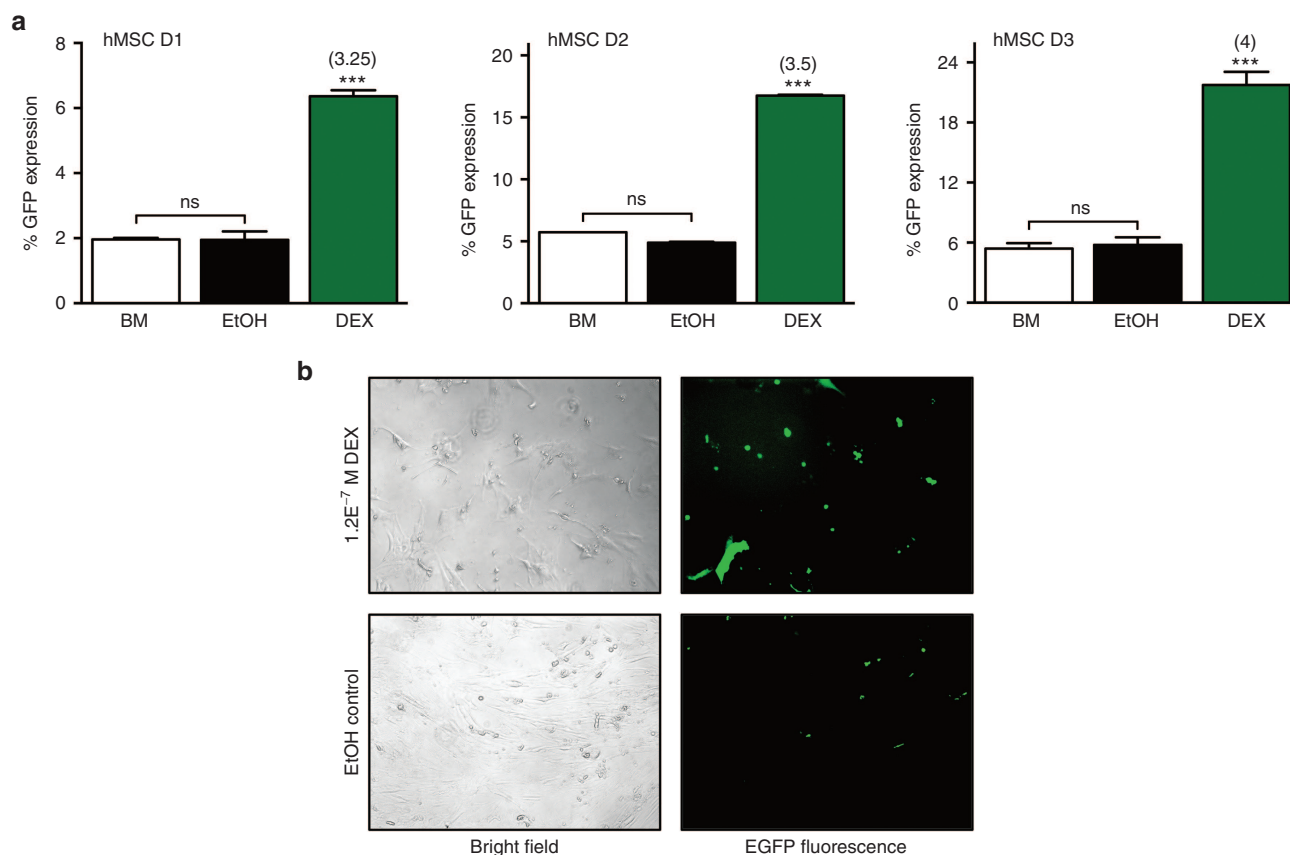 a
hMSC D1
% GFP expression
8
6
4
2
0
ns
(3.25)
***
BM EtOH DEX
hMSC D2
% GFP expression
20
15
10
5
0
ns
(3.5)
***
BM EtOH DEX
hMSC D3
% GFP expression
24
18
12
6
0
ns
(4)
***
BM EtOH DEX
b
1.2E⁻⁷ M DEX
EtOH control
Bright field
EGFP fluorescence